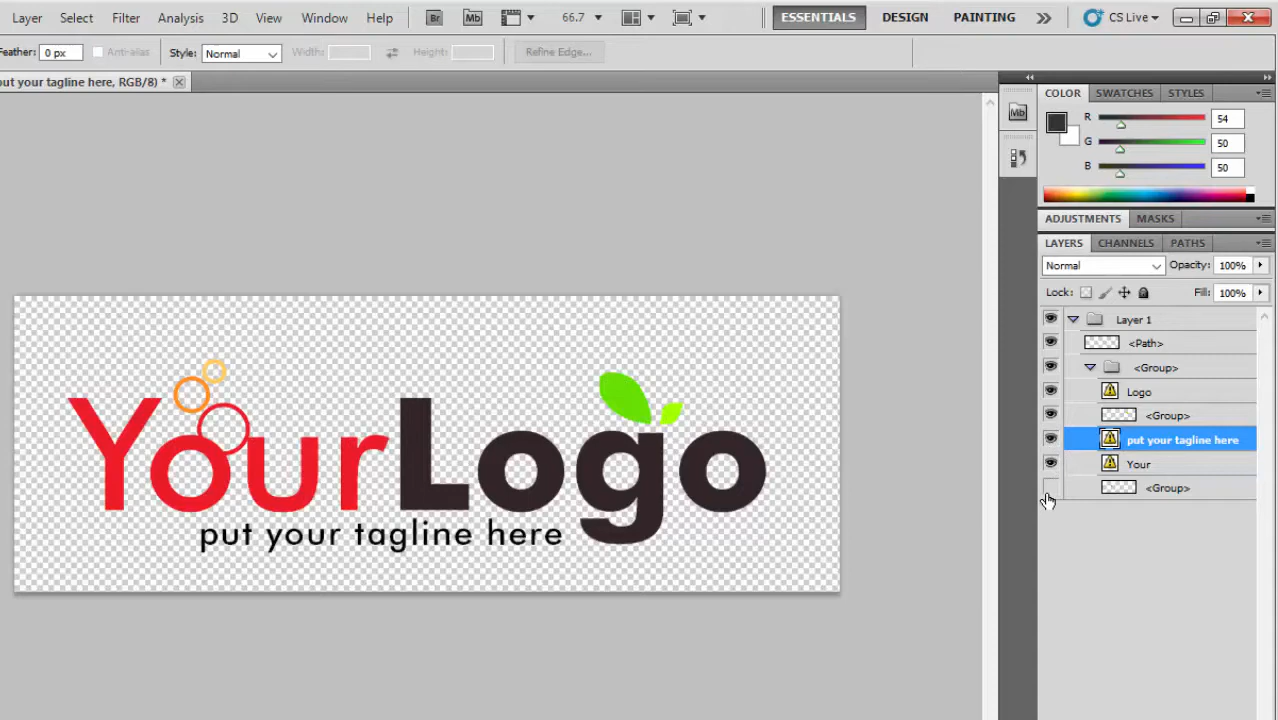 Layer Select Filter Analysis 3D View Window Help Br Mb 66.7 ESSENTIALS DESIGN PAINTING CS Live
Feather: 0 px Anti-alias Style: Normal Width: Height: Refine Edge...
put your tagline here, RGB/8) *
Mb
COLOR SWATCHES STYLES
R 54
G 50
B 50
ADJUSTMENTS MASKS
LAYERS CHANNELS PATHS
Normal Opacity: 100%
Lock: Fill: 100%
Layer 1
<Path>
<Group>
Logo
<Group>
put your tagline here
Your
<Group>
YourLogo
put your tagline here